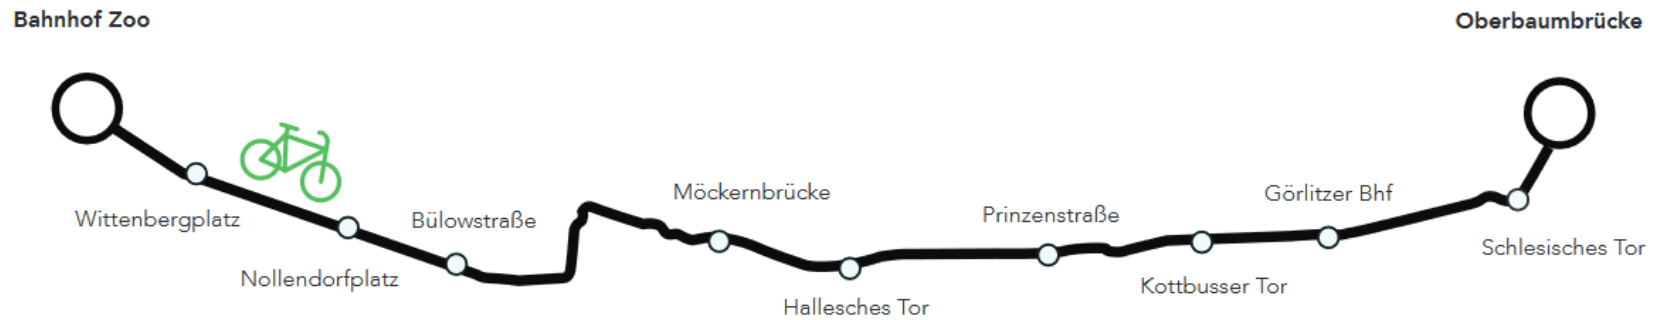 Bahnhof Zoo
Oberbaumbrücke
Wittenbergplatz
Nollendorfplatz
Bülowstraße
Möckernbrücke
Hallesches Tor
Prinzenstraße
Kottbusser Tor
Görlitzer Bhf
Schlesisches Tor